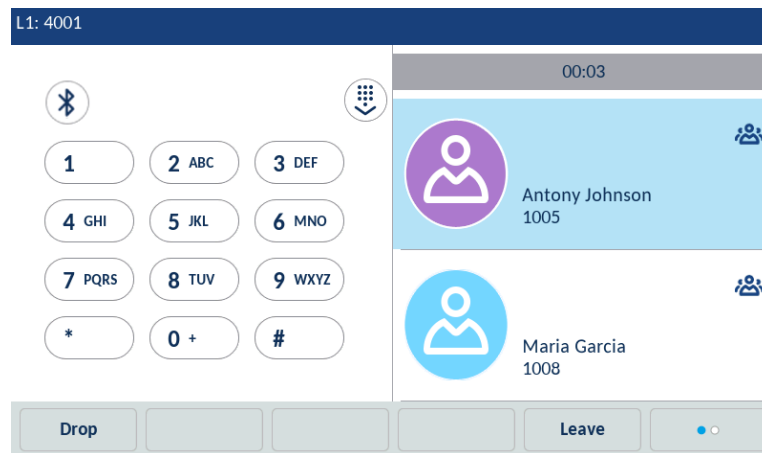 L1: 4001
00:03
1
2 ABC
3 DEF
4 GHI
5 JKL
6 MNO
7 PQRS
8 TUV
9 WXYZ
*
0 +
#
Antony Johnson
1005
Maria Garcia
1008
Drop
Leave